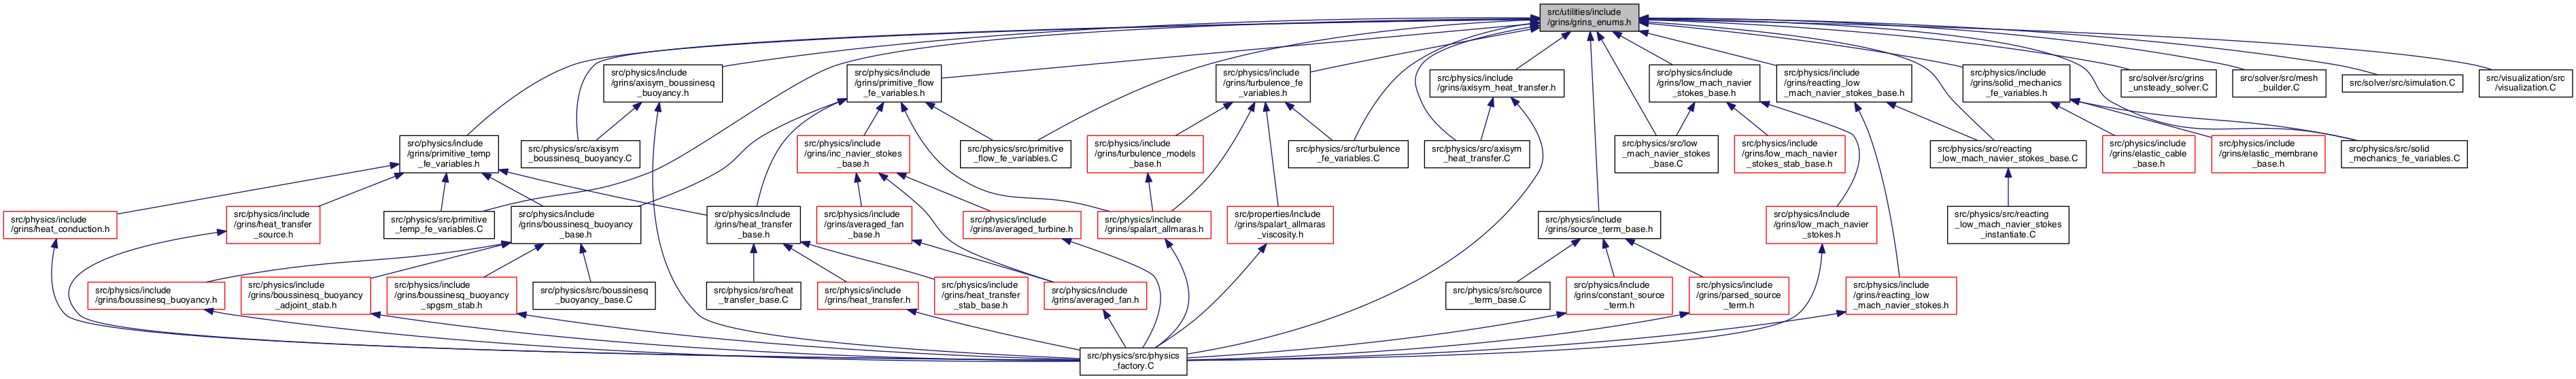 src/utilities/include
/grins/grins_enums.h
src/physics/include
/grins/axisym_boussinesq
_buoyancy.h
src/physics/include
/grins/primitive_flow
_fe_variables.h
src/physics/include
/grins/turbulence_fe
_variables.h
src/physics/include
/grins/axisym_heat_transfer.h
src/physics/include
/grins/low_mach_navier
_stokes_base.h
src/physics/include
/grins/reacting_low
_mach_navier_stokes_base.h
src/physics/include
/grins/solid_mechanics
_fe_variables.h
src/solver/src/grins
_unsteady_solver.C
src/solver/src/mesh
_builder.C
src/solver/src/simulation.C
src/visualization/src
/visualization.C
src/physics/include
/grins/primitive_temp
_fe_variables.h
src/physics/src/axisym
_boussinesq_buoyancy.C
src/physics/include
/grins/inc_navier_stokes
_base.h
src/physics/src/primitive
_flow_fe_variables.C
src/physics/include
/grins/turbulence_models
_base.h
src/physics/src/turbulence
_fe_variables.C
src/physics/src/axisym
_heat_transfer.C
src/physics/src/low
_mach_navier_stokes
_base.C
src/physics/include
/grins/low_mach_navier
_stokes_stab_base.h
src/physics/src/reacting
_low_mach_navier_stokes_base.C
src/physics/include
/grins/elastic_cable
_base.h
src/physics/include
/grins/elastic_membrane
_base.h
src/physics/src/solid
_mechanics_fe_variables.C
src/physics/include
/grins/heat_conduction.h
src/physics/include
/grins/heat_transfer
_source.h
src/physics/src/primitive
_temp_fe_variables.C
src/physics/include
/grins/boussinesq_buoyancy
_base.h
src/physics/include
/grins/heat_transfer
_base.h
src/physics/include
/grins/averaged_fan
_base.h
src/physics/include
/grins/averaged_turbine.h
src/physics/include
/grins/spalart_allmaras.h
src/properties/include
/grins/spalart_allmaras
_viscosity.h
src/physics/include
/grins/source_term_base.h
src/physics/include
/grins/low_mach_navier
_stokes.h
src/physics/src/reacting
_low_mach_navier_stokes
_instantiate.C
src/physics/include
/grins/boussinesq_buoyancy.h
src/physics/include
/grins/boussinesq_buoyancy
_adjoint_stab.h
src/physics/include
/grins/boussinesq_buoyancy
_spgsm_stab.h
src/physics/src/boussinesq
_buoyancy_base.C
src/physics/src/heat
_transfer_base.C
src/physics/include
/grins/heat_transfer.h
src/physics/include
/grins/heat_transfer
_stab_base.h
src/physics/include
/grins/averaged_fan.h
src/physics/src/source
_term_base.C
src/physics/include
/grins/constant_source
_term.h
src/physics/include
/grins/parsed_source
_term.h
src/physics/include
/grins/reacting_low
_mach_navier_stokes.h
src/physics/src/physics
_factory.C